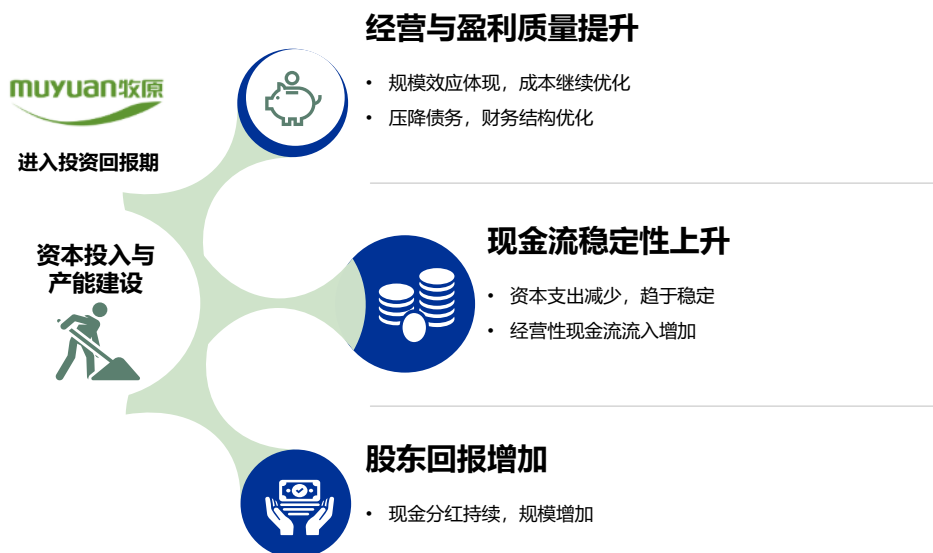 muyuan牧原
进入投资回报期
资本投入与
产能建设
经营与盈利质量提升
• 规模效应体现，成本继续优化
• 压降债务，财务结构优化
现金流稳定性上升
• 资本支出减少，趋于稳定
• 经营性现金流流入增加
股东回报增加
• 现金分红持续，规模增加